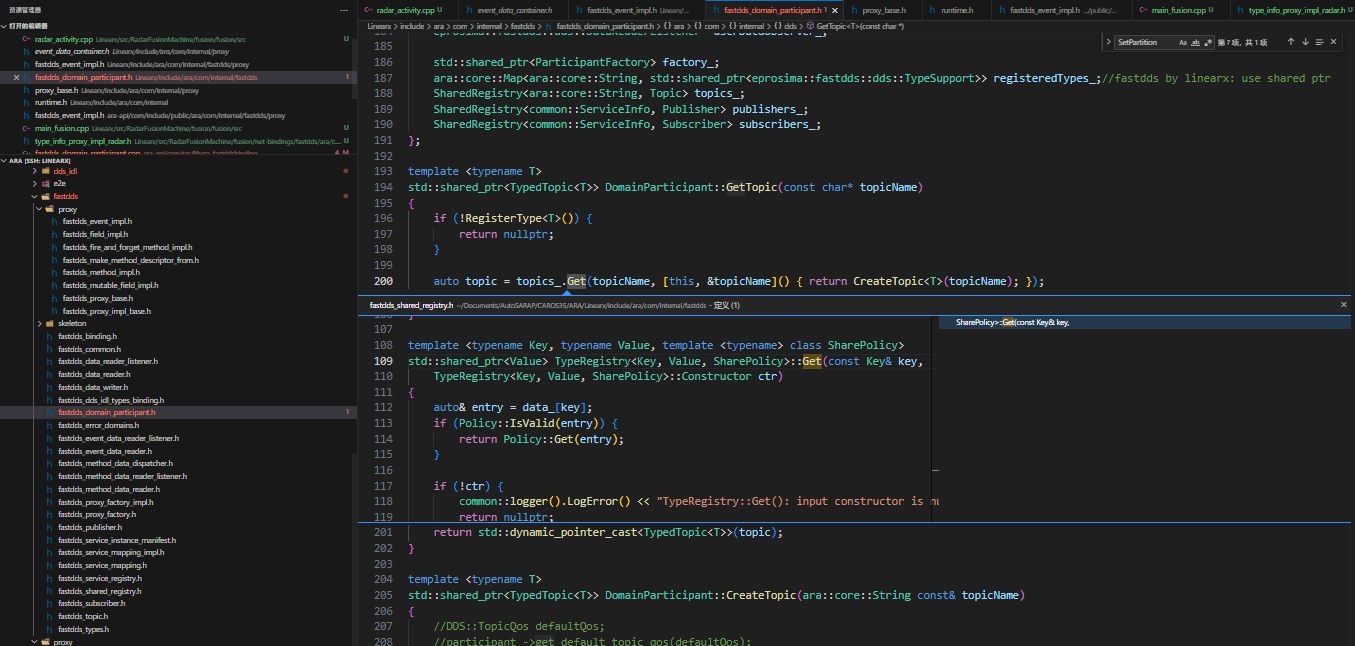 资源管理器
打开的编辑器
radar_activity.cpp Linearx/src/RadarFusionMachine/fusion/fusion/src U
event_data_container.h Linearx/include/ara/com/internal/proxy
fastdds_event_impl.h Linearx/include/ara/com/internal/fastdds/proxy
fastdds_domain_participant.h Linearx/include/ara/com/internal/fastdds 1
proxy_base.h Linearx/include/ara/com/internal/proxy
runtime.h Linearx/include/ara/com/internal
fastdds_event_impl.h ara-api/com/include/public/ara/com/internal/fastdds/proxy
main_fusion.cpp Linearx/src/RadarFusionMachine/fusion/fusion/src U
type_info_proxy_impl_radar.h Linearx/src/RadarFusionMachine/fusion/net-bindings/fastdds/ara/c... U
ARA [SSH: LINEARX]
dds_idl
e2e
fastdds
proxy
fastdds_event_impl.h
fastdds_field_impl.h
fastdds_fire_and_forget_method_impl.h
fastdds_make_method_descriptor_from.h
fastdds_method_impl.h
fastdds_mutable_field_impl.h
fastdds_proxy_base.h
fastdds_proxy_impl_base.h
skeleton
fastdds_binding.h
fastdds_common.h
fastdds_data_reader_listener.h
fastdds_data_reader.h
fastdds_data_writer.h
fastdds_dds_idl_types_binding.h
fastdds_domain_participant.h 1
fastdds_error_domains.h
fastdds_event_data_reader_listener.h
fastdds_event_data_reader.h
fastdds_method_data_dispatcher.h
fastdds_method_data_reader_listener.h
fastdds_method_data_reader.h
fastdds_proxy_factory_impl.h
fastdds_proxy_factory.h
fastdds_publisher.h
fastdds_service_instance_manifest.h
fastdds_service_mapping_impl.h
fastdds_service_mapping.h
fastdds_service_registry.h
fastdds_shared_registry.h
fastdds_subscriber.h
fastdds_topic.h
fastdds_types.h
proxy
radar_activity.cpp U
event_data_container.h
fastdds_event_impl.h Linearx/...
fastdds_domain_participant.h 1
proxy_base.h
runtime.h
fastdds_event_impl.h .../public/...
main_fusion.cpp U
type_info_proxy_impl_radar.h U
Linearx > include > ara > com > internal > fastdds > fastdds_domain_participant.h > {} ara > {} com > {} internal > {} dds > GetTopic<T>(const char *)
SetPartition Aa ab 第 ? 项, 共 1 项
185
186 std::shared_ptr<ParticipantFactory> factory_;
187 ara::core::Map<ara::core::String, std::shared_ptr<eprosima::fastdds::dds::TypeSupport>> registeredTypes_;//fastdds by linearx: use shared ptr
188 SharedRegistry<ara::core::String, Topic> topics_;
189 SharedRegistry<common::ServiceInfo, Publisher> publishers_;
190 SharedRegistry<common::ServiceInfo, Subscriber> subscribers_;
191 };
192
193 template <typename T>
194 std::shared_ptr<TypedTopic<T>> DomainParticipant::GetTopic(const char* topicName)
195 {
196 if (!RegisterType<T>()) {
197 return nullptr;
198 }
199
200 auto topic = topics_.Get(topicName, [this, &topicName]() { return CreateTopic<T>(topicName); });
fastdds_shared_registry.h ~/Documents/AutoSARAP/CAROS3S/ARA/Linearx/include/ara/com/internal/fastdds - 定义 (1)
107
108 template <typename Key, typename Value, template <typename> class SharePolicy>
109 std::shared_ptr<Value> TypeRegistry<Key, Value, SharePolicy>::Get(const Key& key,
110 TypeRegistry<Key, Value, SharePolicy>::Constructor ctr)
111 {
112 auto& entry = data_[key];
113 if (Policy::IsValid(entry)) {
114 return Policy::Get(entry);
115 }
116
117 if (!ctr) {
118 common::logger().LogError() << "TypeRegistry::Get(): input constructor is nu
119 return nullptr;
SharePolicy>::Get(const Key& key,
201 return std::dynamic_pointer_cast<TypedTopic<T>>(topic);
202 }
203
204 template <typename T>
205 std::shared_ptr<TypedTopic<T>> DomainParticipant::CreateTopic(ara::core::String const& topicName)
206 {
207 //DDS::TopicQos defaultQos;
208 //participant_->get_default_topic_qos(defaultQos);